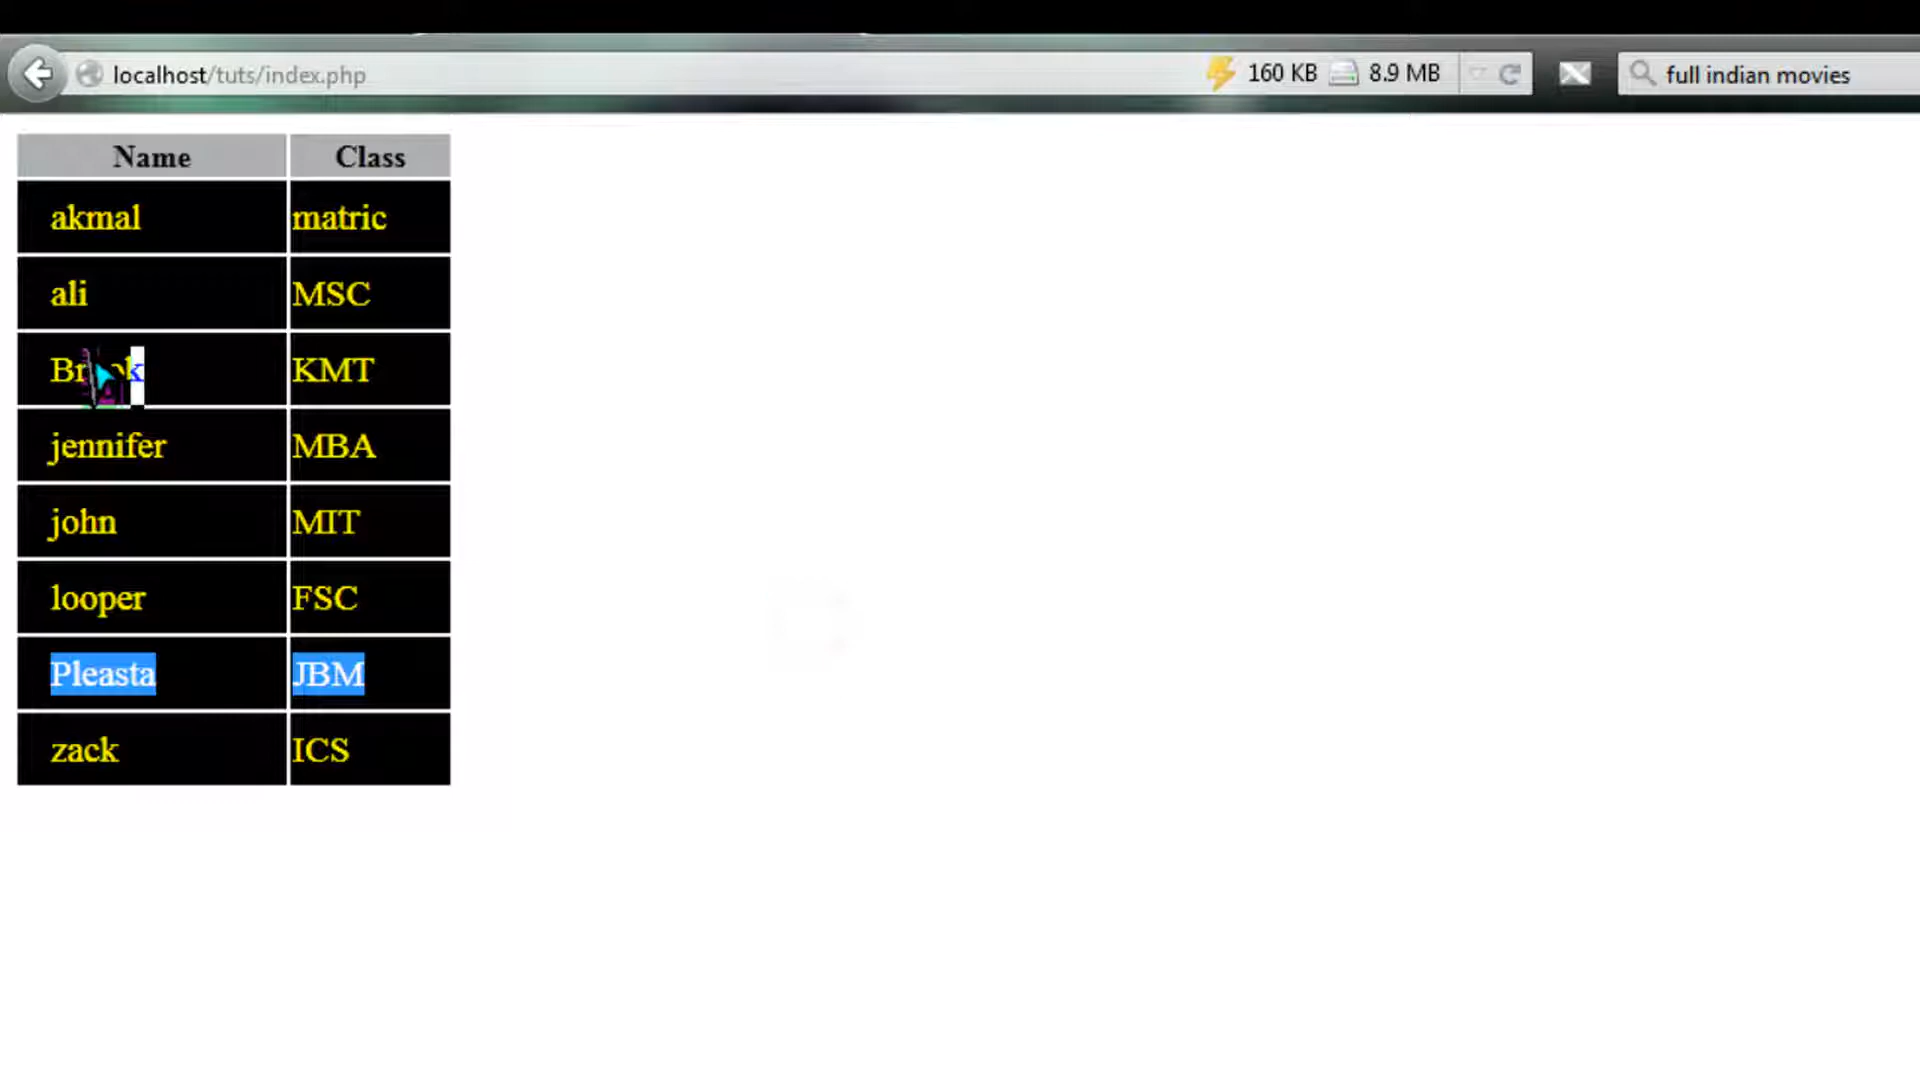 localhost/tuts/index.php 160 KB 8.9 MB full indian movies
Name Class
akmal matric
ali MSC
KMT
jennifer MBA
john MIT
looper FSC
Pleasta JBM
zack ICS